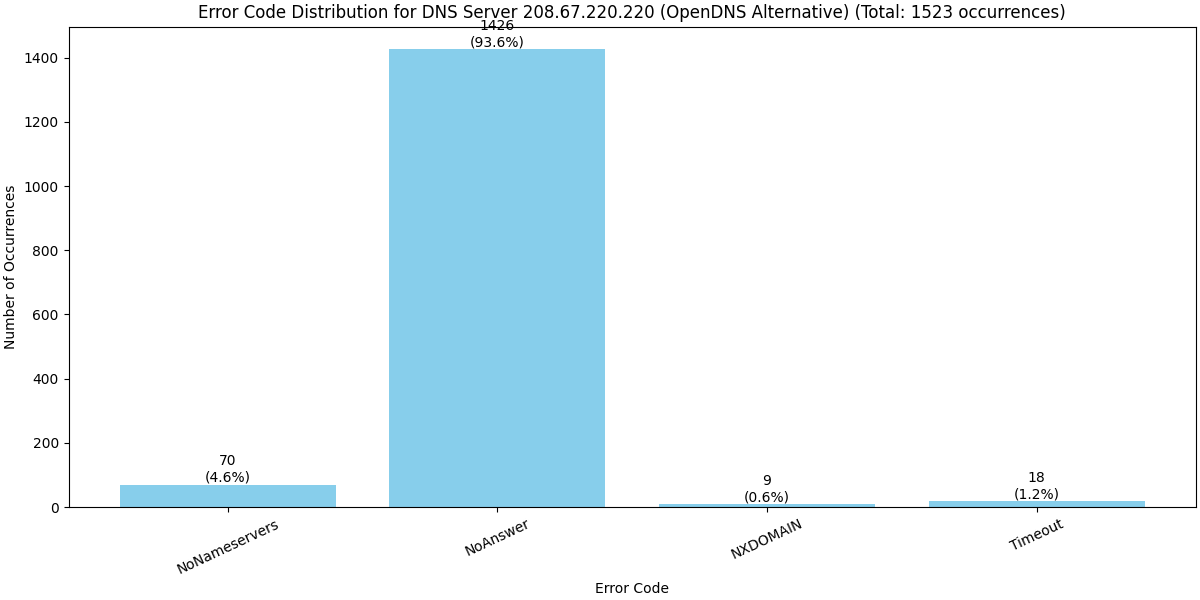 Error Code Distribution for DNS Server 208.67.220.220 (OpenDNS Alternative) (Total: 1523 occurrences)
1426
(93.6%)
1400
1200
1000
800
600
400
200
0
Number of Occurrences
70
(4.6%)
9
(0.6%)
18
(1.2%)
NoNameservers
NoAnswer
NXDOMAIN
Timeout
Error Code